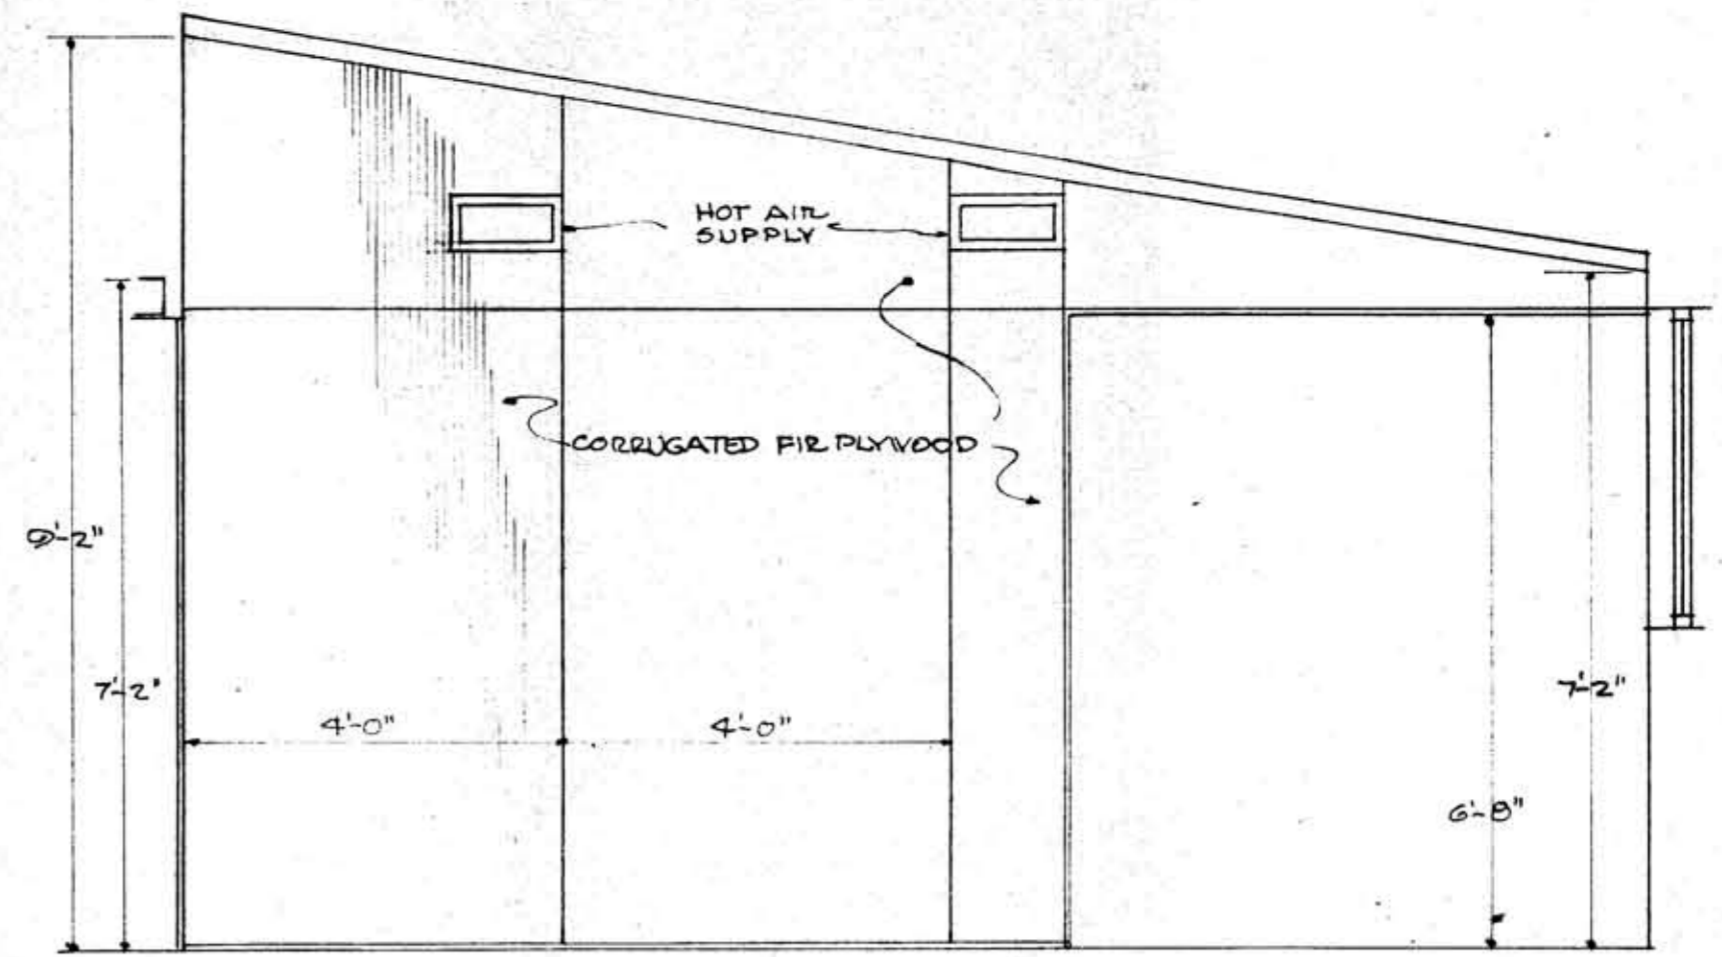 HOT AIR
SUPPLY
CORRUGATED FIR PLYWOOD
9'-2"
7'-2"
7'-2"
4'-0"
4'-0"
6'-8"